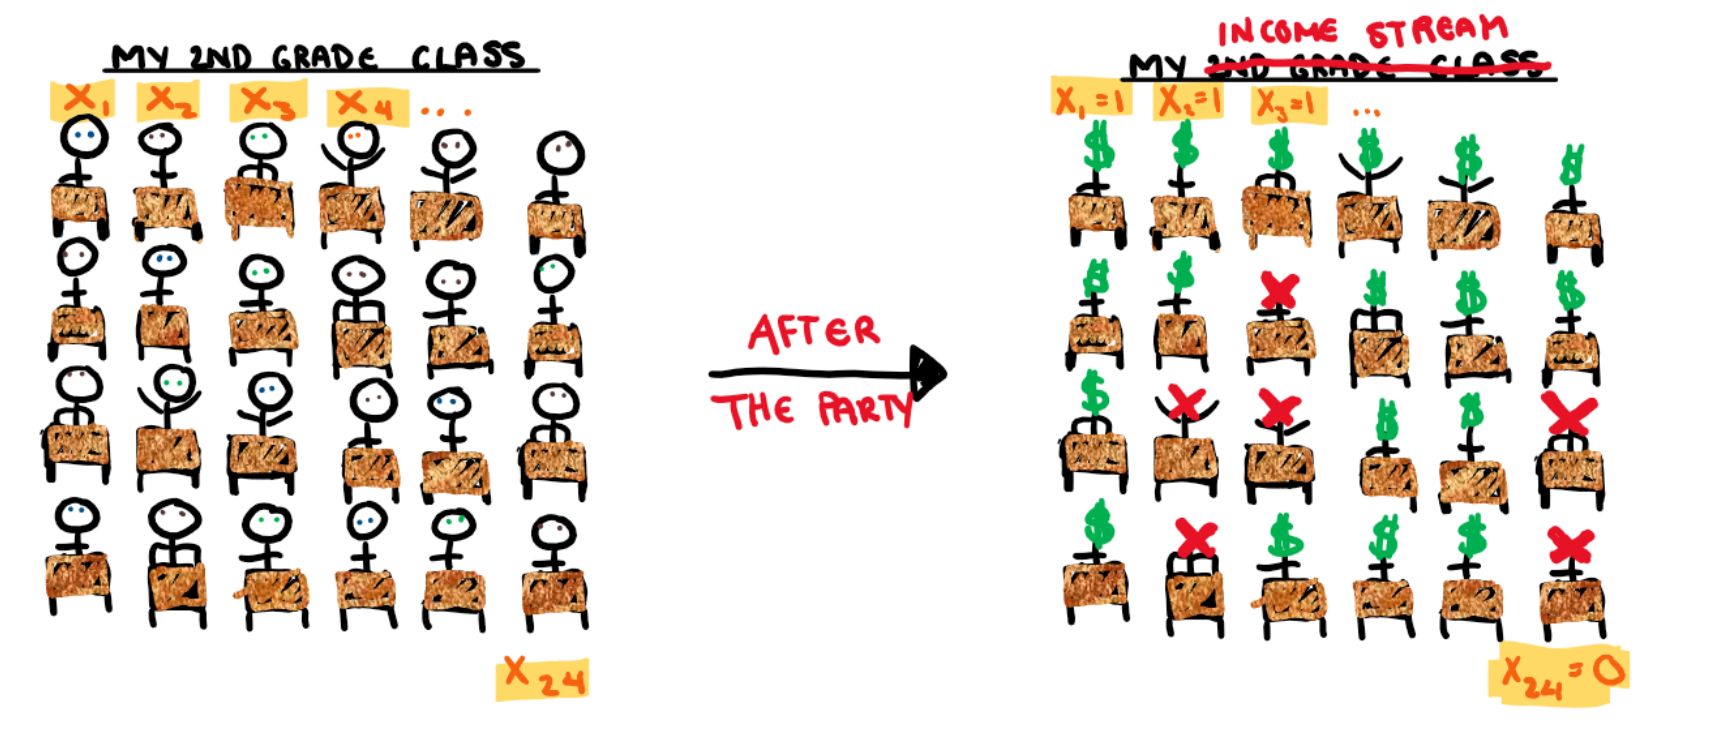 MY 2ND GRADE CLASS
X1 X2 X3 X4 ...
X24
AFTER
THE PARTY
INCOME STREAM
MY 2ND GRADE CLASS
X1=1 X2=1 X3=1 ...
$ $ $ $ $ $
$ $ $ $ $
$ $ $
$ $ $ $
X24=0